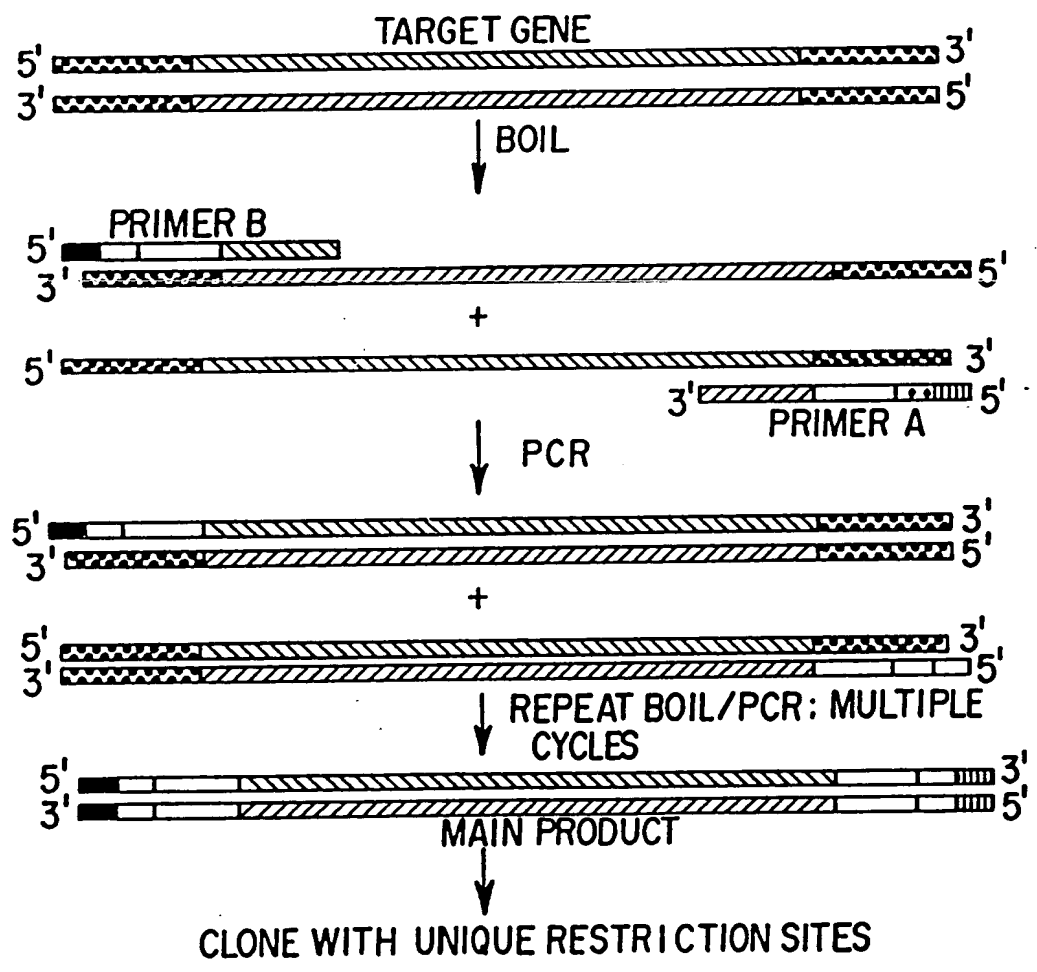 TARGET GENE
5' 3'
3' 5'
BOIL
PRIMER B
5'
3' 5'
+
5' 3'
3' 5'
PRIMER A
PCR
5' 3'
3' 5'
+
5' 3'
3' 5'
REPEAT BOIL/PCR: MULTIPLE
CYCLES
5' 3'
3' 5'
MAIN PRODUCT
CLONE WITH UNIQUE RESTRICTION SITES